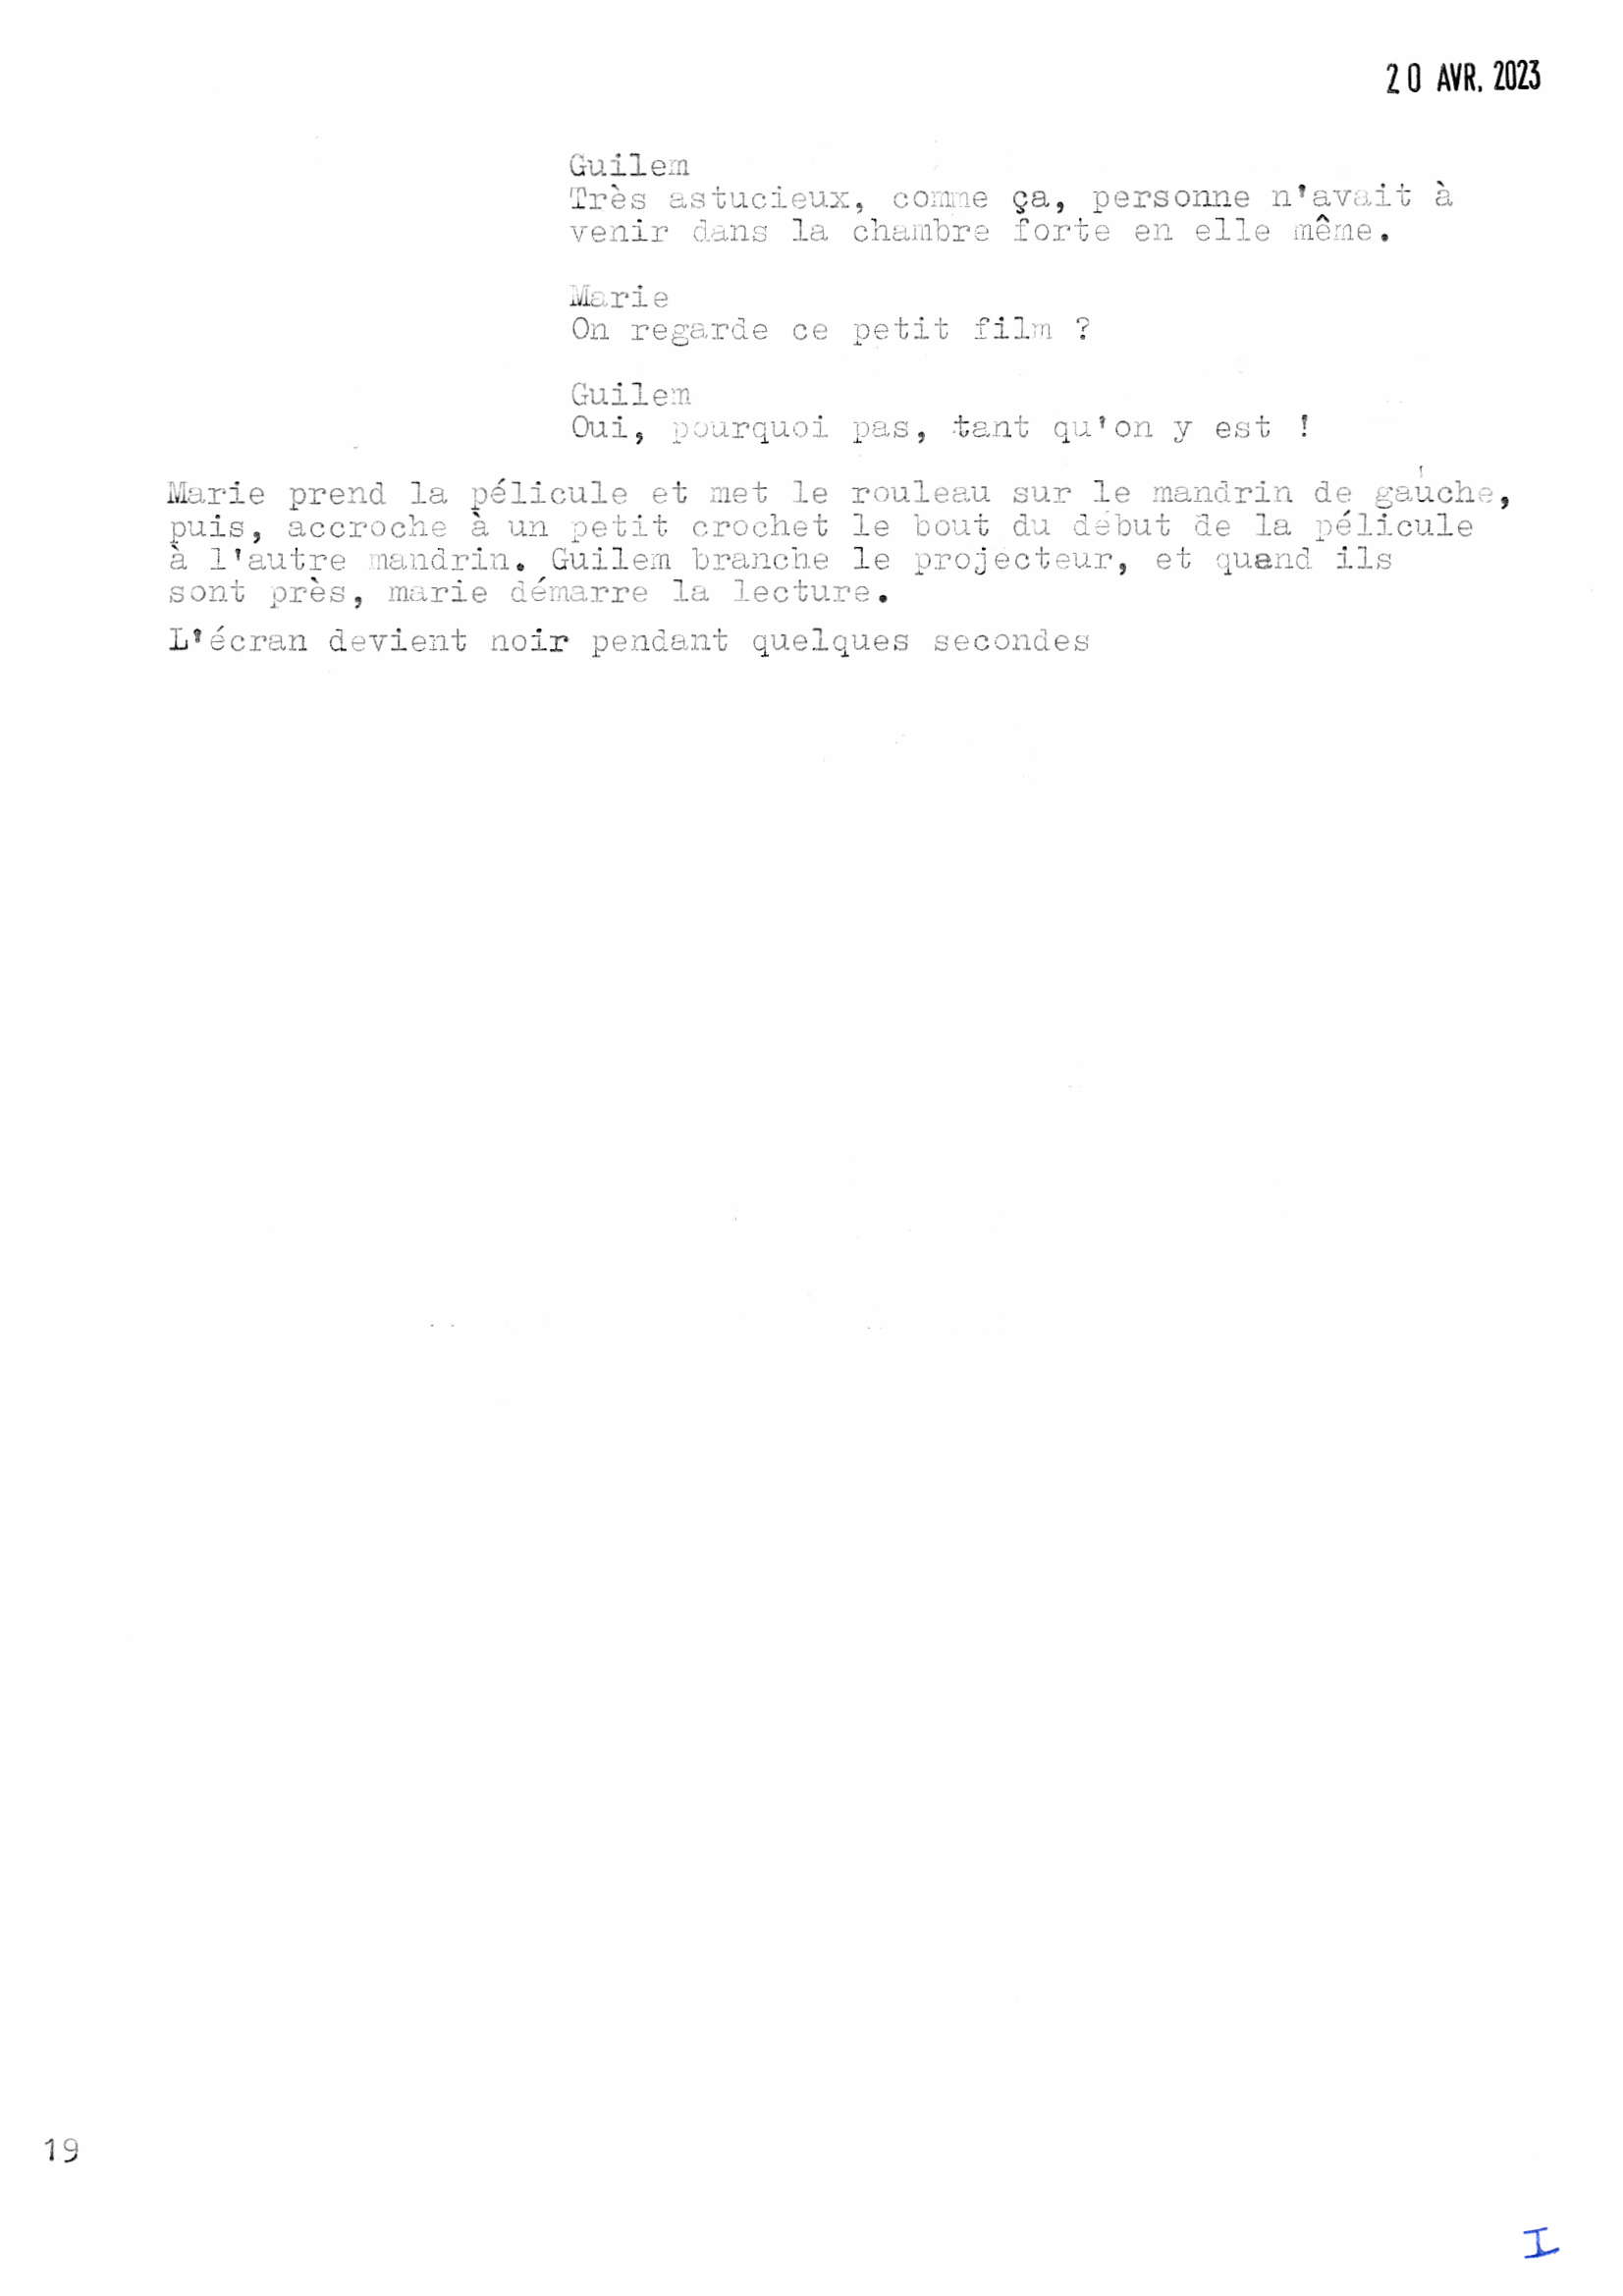 20 AVR. 2023
Guilem
Très astucieux, comme ça, personne n'avait à
venir dans la chambre forte en elle même.
Marie
On regarde ce petit film ?
Guilem
Oui, pourquoi pas, tant qu'on y est !
Marie prend la pélicule et met le rouleau sur le mandrin de gauche,
puis, accroche à un petit crochet le bout du début de la pélicule
à l'autre mandrin. Guilem branche le projecteur, et quand ils
sont près, marie démarre la lecture.
L'écran devient noir pendant quelques secondes
19
I